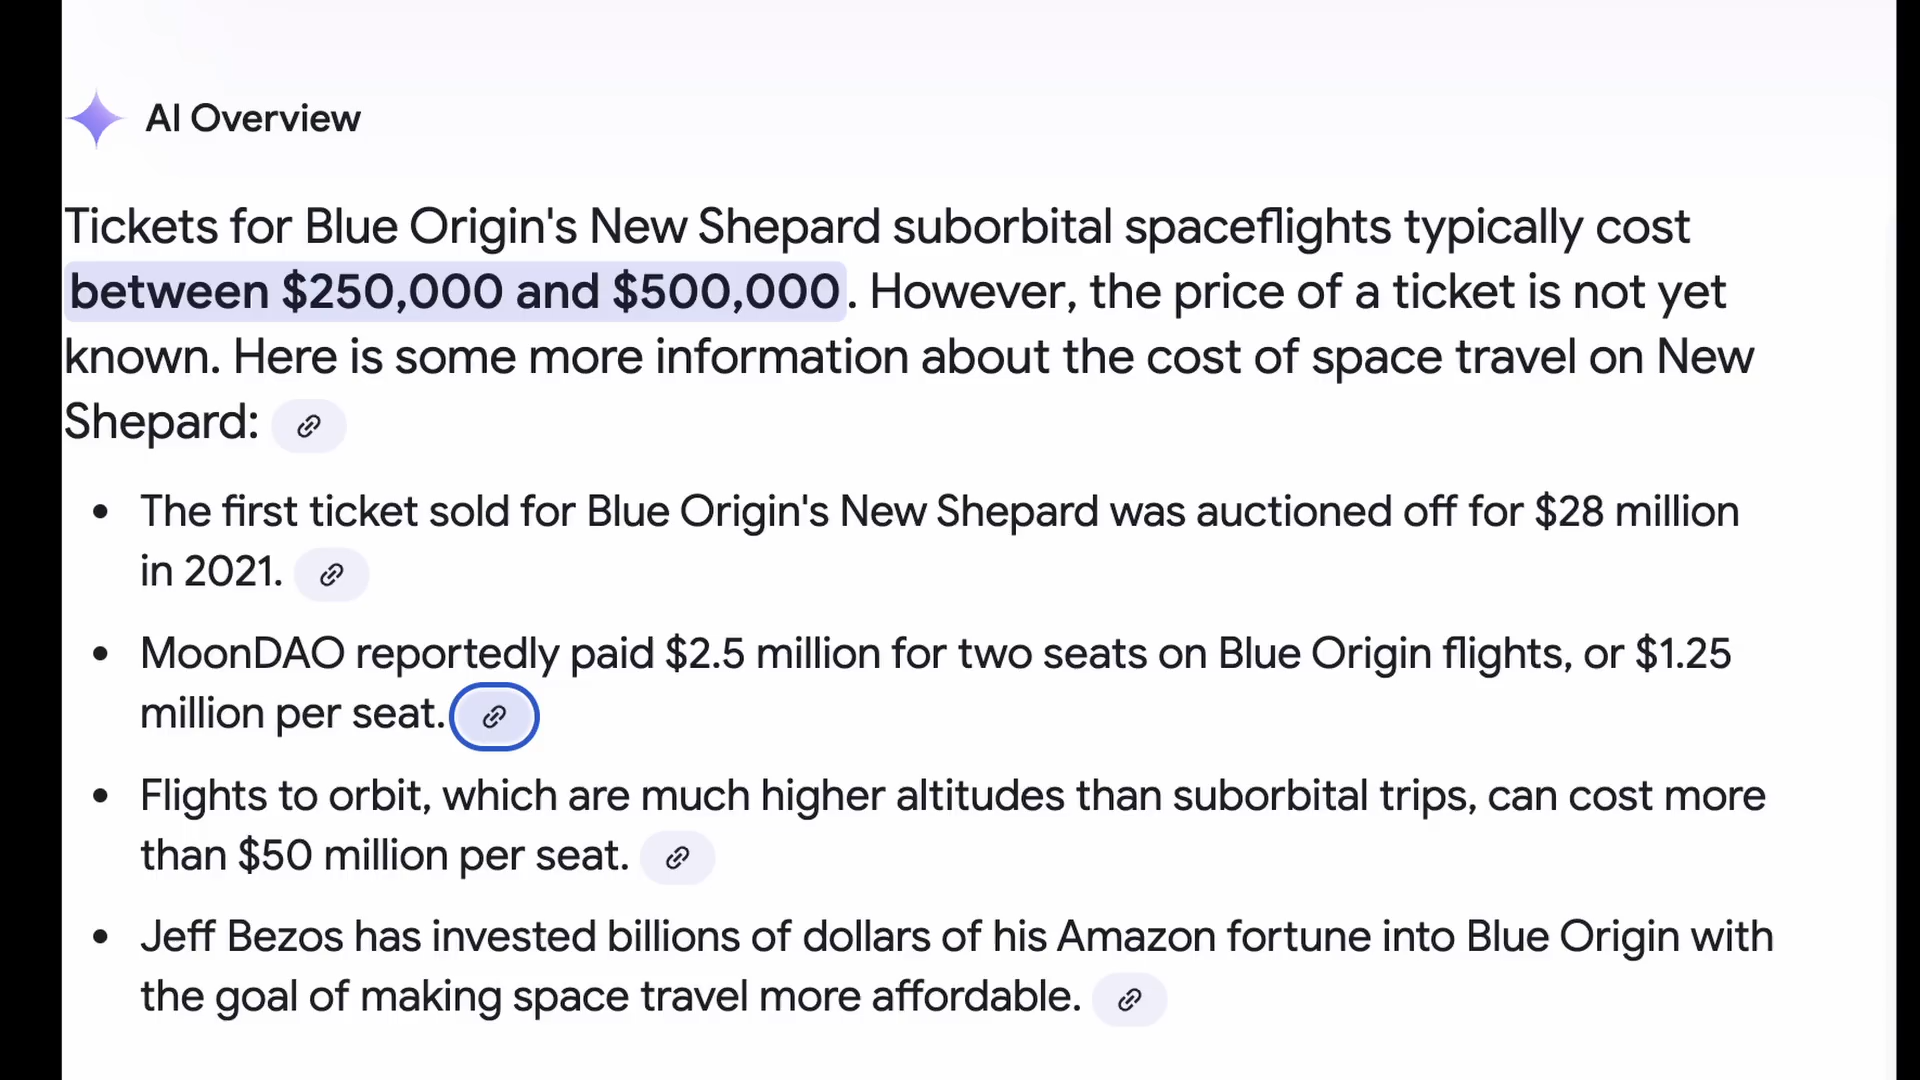 AI Overview
Tickets for Blue Origin's New Shepard suborbital spaceflights typically cost
between $250,000 and $500,000. However, the price of a ticket is not yet
known. Here is some more information about the cost of space travel on New
Shepard:
• The first ticket sold for Blue Origin's New Shepard was auctioned off for $28 million
in 2021.
• MoonDAO reportedly paid $2.5 million for two seats on Blue Origin flights, or $1.25
million per seat.
• Flights to orbit, which are much higher altitudes than suborbital trips, can cost more
than $50 million per seat.
• Jeff Bezos has invested billions of dollars of his Amazon fortune into Blue Origin with
the goal of making space travel more affordable.